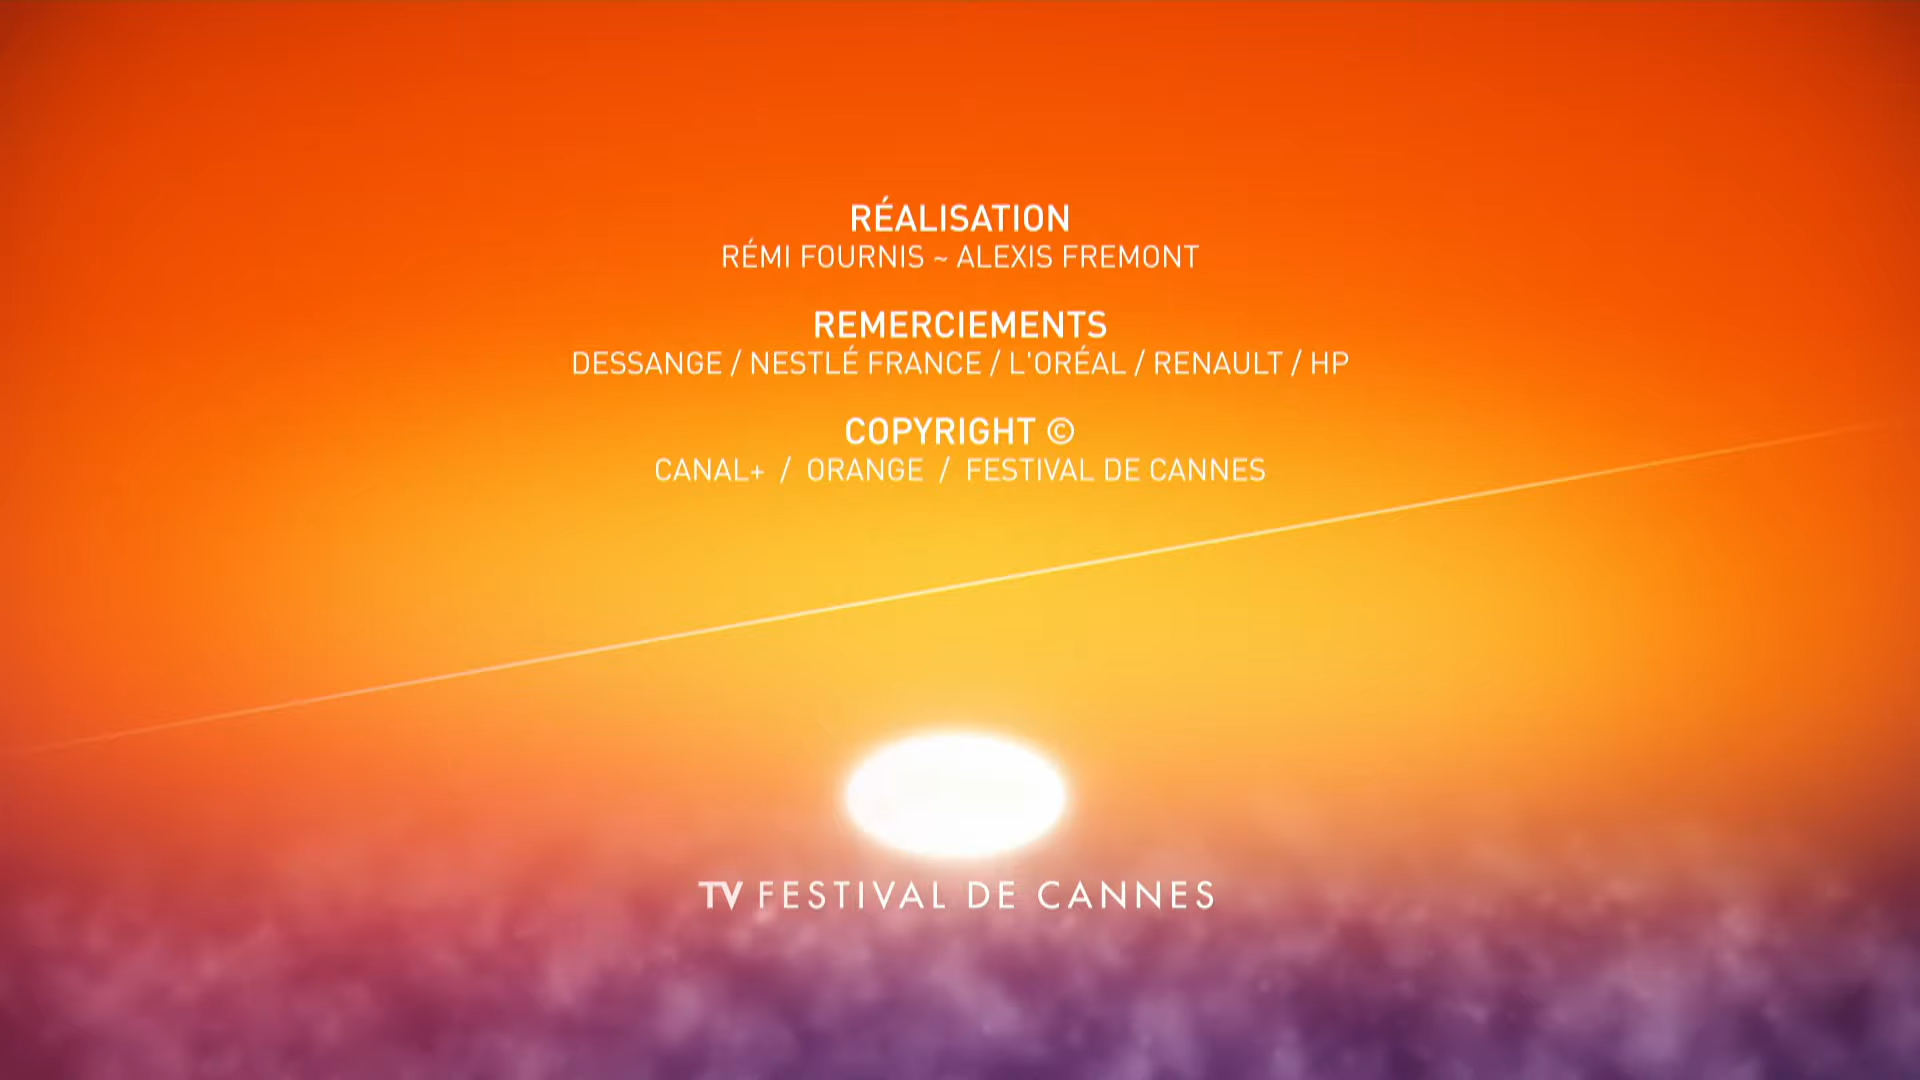 RÉALISATION
RÉMI FOURNIS ~ ALEXIS FREMONT
REMERCIEMENTS
DESSANGE / NESTLÉ FRANCE / L'ORÉAL / RENAULT / HP
COPYRIGHT ©
CANAL+ / ORANGE / FESTIVAL DE CANNES
TV FESTIVAL DE CANNES